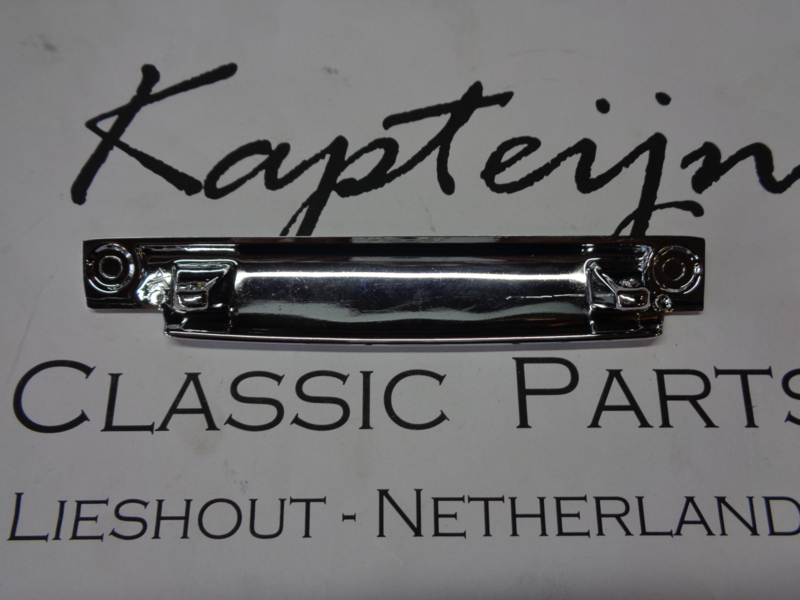 Kapteijn
CLASSIC PARTS
LIESHOUT - NETHERLAND